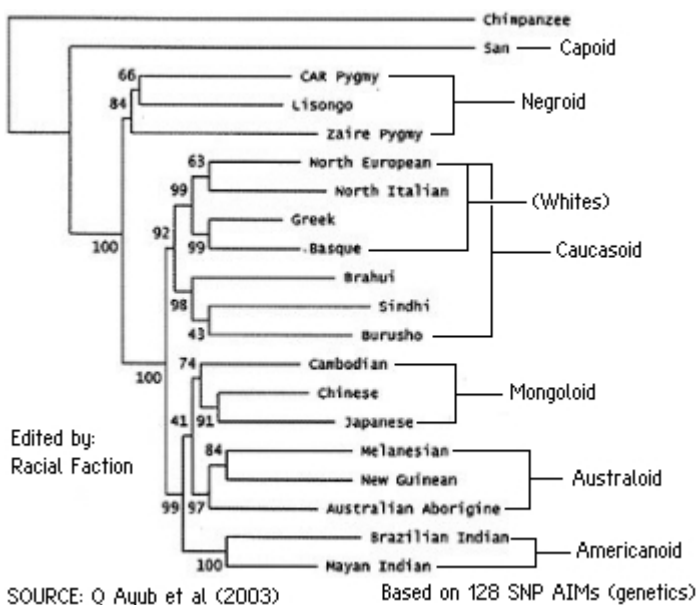 Chimpanzee
San Capoid
66 CAR Pygmy
84 Lisongo Negroid
Zaire Pygmy
63 North European
99 North Italian (Whites)
92 Greek
100 99 Basque Caucasoid
Brahui
98 Sindhi
43 Burusho
100 74 Cambodian
Chinese Mongoloid
41 91 Japanese
Edited by:
Racial Faction
84 Melanesian
New Guinean Australoid
99 97 Australian Aborigine
Brazilian Indian Americanoid
100 Mayan Indian
SOURCE: Q Ayub et al (2003) Based on 128 SNP AIMs (genetics)